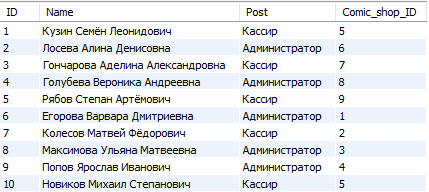 ID Name Post Comic_shop_ID
1 Кузин Семён Леонидович Кассир 5
2 Лосева Алина Денисовна Администратор 6
3 Гончарова Аделина Александровна Кассир 7
4 Голубева Вероника Андреевна Администратор 8
5 Рябов Степан Артёмович Кассир 9
6 Егорова Варвара Дмитриевна Администратор 1
7 Колесов Матвей Фёдорович Кассир 2
8 Максимова Ульяна Матвеевна Администратор 3
9 Попов Ярослав Иванович Администратор 4
10 Новиков Михаил Степанович Кассир 5